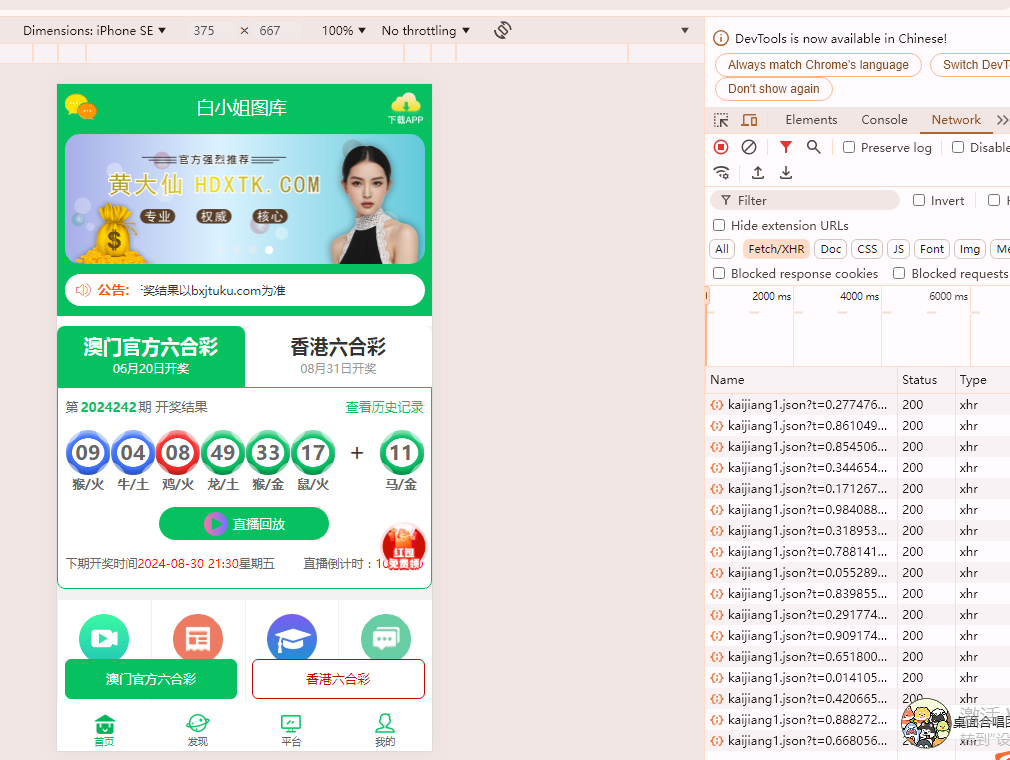 Dimensions: iPhone SE ▼ 375 × 667 100% ▼ No throttling ▼
DevTools is now available in Chinese!
Always match Chrome's language
Switch DevT
Don't show again
Elements Console Network
Preserve log Disable
Filter
Invert
Hide extension URLs
All Fetch/XHR Doc CSS JS Font Img Me
Blocked response cookies Blocked requests
2000 ms 4000 ms 6000 ms
Name Status Type
kaijiang1.json?t=0.277476... 200 xhr
kaijiang1.json?t=0.861049... 200 xhr
kaijiang1.json?t=0.854506... 200 xhr
kaijiang1.json?t=0.344654... 200 xhr
kaijiang1.json?t=0.171267... 200 xhr
kaijiang1.json?t=0.984088... 200 xhr
kaijiang1.json?t=0.318953... 200 xhr
kaijiang1.json?t=0.788141... 200 xhr
kaijiang1.json?t=0.055289... 200 xhr
kaijiang1.json?t=0.839855... 200 xhr
kaijiang1.json?t=0.291774... 200 xhr
kaijiang1.json?t=0.909174... 200 xhr
kaijiang1.json?t=0.651800... 200 xhr
kaijiang1.json?t=0.014105... 200 xhr
kaijiang1.json?t=0.420665... 200 xhr
kaijiang1.json?t=0.888272... 200
kaijiang1.json?t=0.668056... 200 xhr
桌面合唱团
激活
转到"设
白小姐图库
下载APP
官方强烈推荐
黄大仙 HDXTK.COM
专业 权威 核心
公告: 奖结果以bxjtuku.com为准
澳门官方六合彩
06月20日开奖
香港六合彩
08月31日开奖
第2024242期 开奖结果 查看历史记录
09 04 08 49 33 17 + 11
猴/火 牛/土 鸡/火 龙/土 猴/金 鼠/火 马/金
直播回放
红包
免费领
下期开奖时间2024-08-30 21:30星期五 直播倒计时：10
澳门官方六合彩 香港六合彩
首页 发现 平台 我的